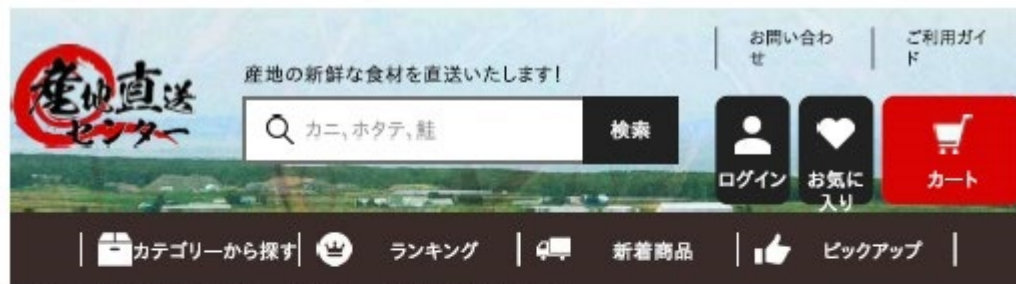 お問い合わ
せ
ご利用ガイ
ド
産地直送
センター
産地の新鮮な食材を直送いたします!
カニ、ホタテ、鮭
検索
ログイン
お気に
入り
カート
カテゴリーから探す
ランキング
新着商品
ピックアップ